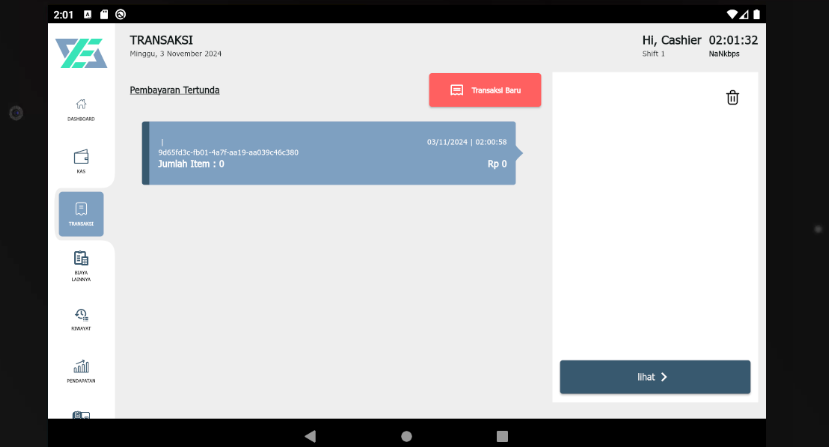 2:01
TRANSAKSI
Minggu, 3 November 2024
Hi, Cashier 02:01:32
Shift 1 NaNkbps
Pembayaran Tertunda
Transaksi Baru
| 03/11/2024 | 02:00:58
9d65fd3c-fb01-4a7f-aa19-aa039c46c380
Jumlah Item : 0 Rp 0
DASHBOARD
KAS
TRANSAKSI
BIAYA
LAINNYA
RIWAYAT
PENDAPATAN
lihat